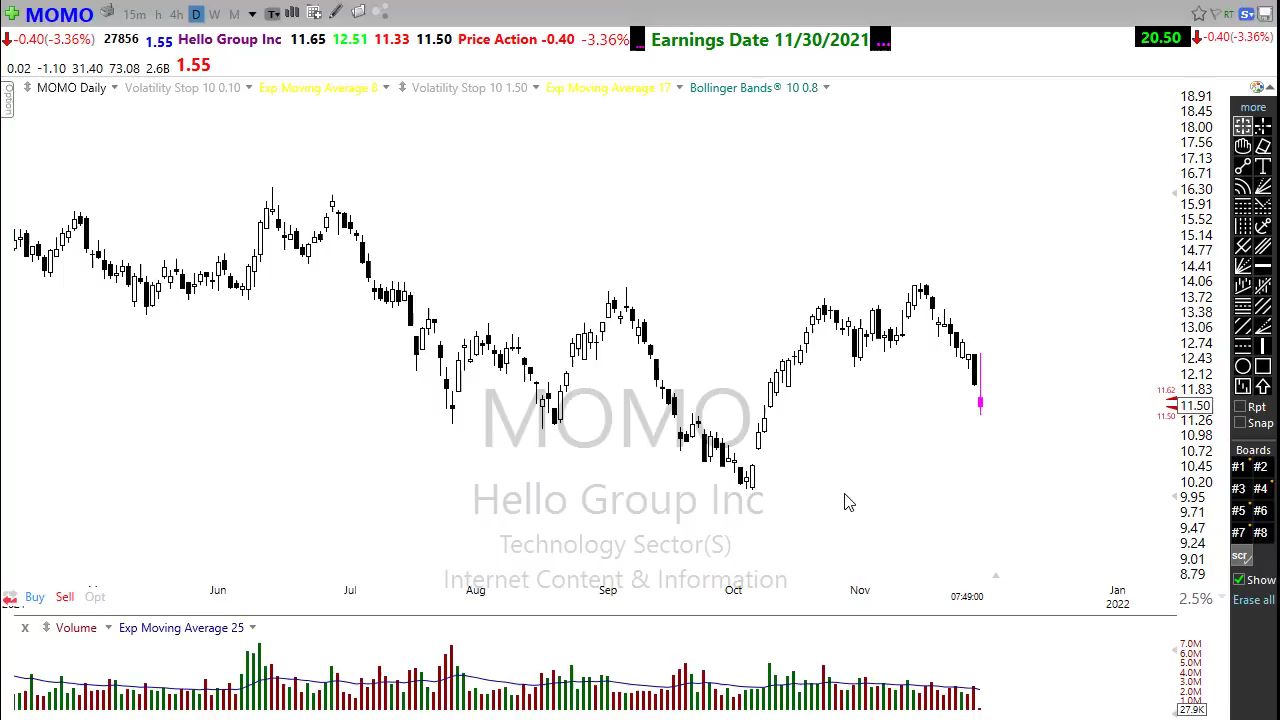 MOMO 15m h 4h D W M T
-0.40(-3.36%) 27856 1.55 Hello Group Inc 11.65 12.51 11.33 11.50 Price Action -0.40 -3.36% ... Earnings Date 11/30/2021 ... 20.50 -0.40(-3.36%)
0.02 -1.10 31.40 73.08 2.6B 1.55
RT
Option
MOMO Daily Volatility Stop 10 0.10 Exp Moving Average 8 Volatility Stop 10 1.50 Exp Moving Average 17 Bollinger Bands® 10 0.8
18.91
18.45
18.00
17.56
17.13
16.71
16.30
15.91
15.52
15.14
14.77
14.41
14.06
13.72
13.38
13.06
12.74
12.43
12.12
11.83
11.62
11.50
11.50
11.26
10.98
10.72
10.45
10.20
9.95
9.71
9.47
9.24
9.01
8.79
MOMO
Hello Group Inc
Technology Sector(S)
Internet Content & Information
Jun Jul Aug Sep Oct Nov 07:49:00 Jan
2022
Buy Sell Opt 2.5%
X Volume Exp Moving Average 25
7.0M
6.0M
5.0M
4.0M
3.0M
2.0M
1.0M
27.9K
more
Rpt
Snap
Boards
#1 #2
#3 #4
#5 #6
#7 #8
scr
Show
Erase all